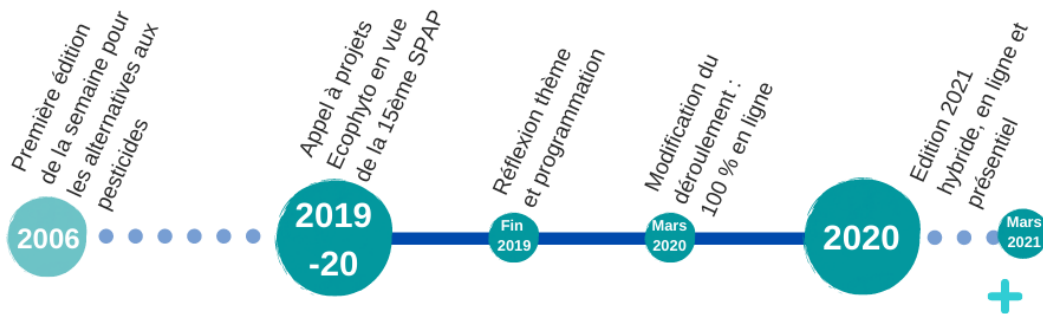 Première édition
de la semaine pour
les alternatives aux
pesticides
2006
Appel à projets
Ecophyto en vue
de la 15ème SPAP
2019
-20
Réflexion thème
et programmation
Fin
2019
Modification du
déroulement :
100 % en ligne
Mars
2020
2020
Edition 2021
hybride, en ligne et
présentiel
Mars
2021